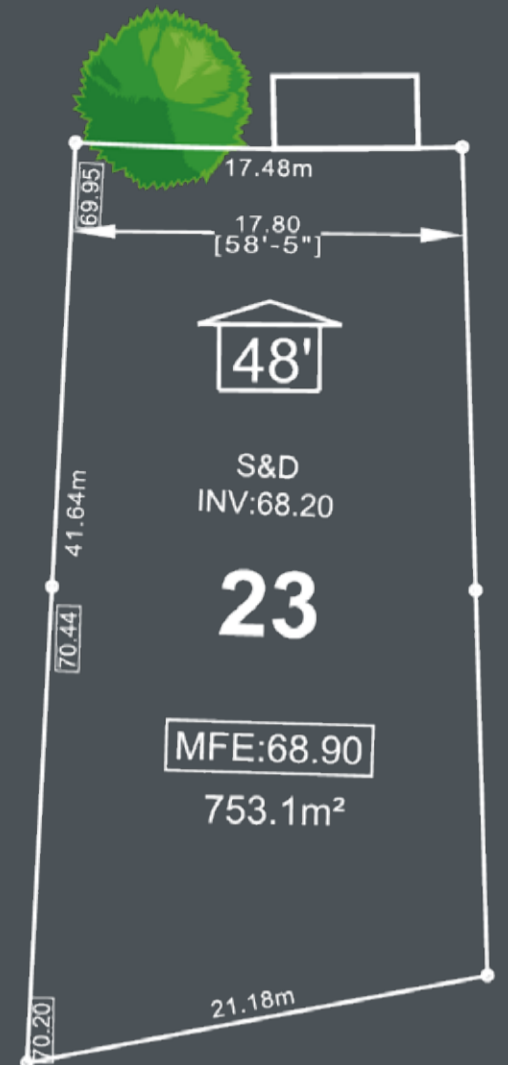 17.48m
69.95
17.80
[58'-5"]
48'
S&D
INV:68.20
41.64m
23
70.44
MFE:68.90
753.1m²
21.18m
70.20